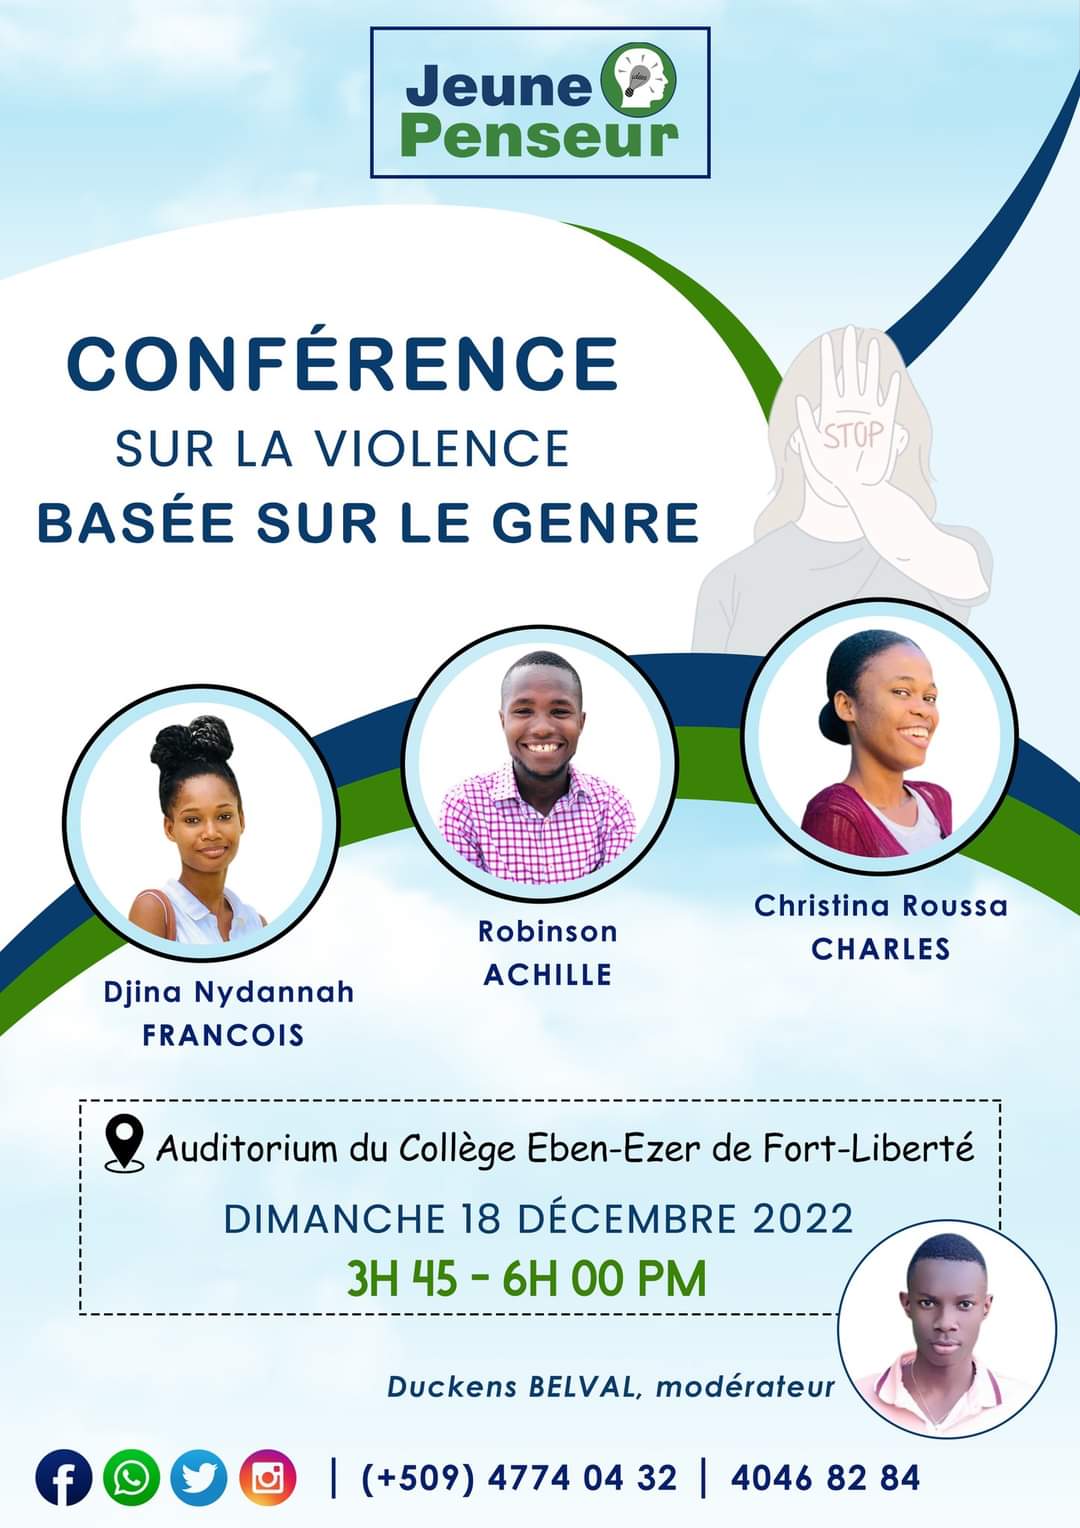 Jeune
idea
Penseur
CONFÉRENCE
SUR LA VIOLENCE
BASÉE SUR LE GENRE
STOP
Djina Nydannah
FRANCOIS
Robinson
ACHILLE
Christina Roussa
CHARLES
Auditorium du Collège Eben-Ezer de Fort-Liberté
DIMANCHE 18 DÉCEMBRE 2022
3H 45 - 6H 00 PM
Duckens BELVAL, modérateur
| (+509) 4774 04 32 | 4046 82 84